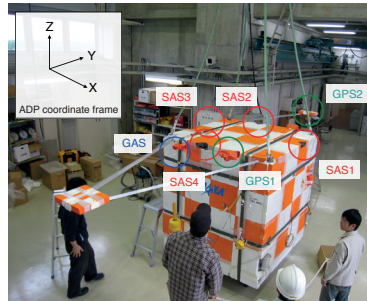 Z
Y
X
ADP coordinate frame
SAS3
SAS2
GPS2
GAS
SAS4
GPS1
SAS1